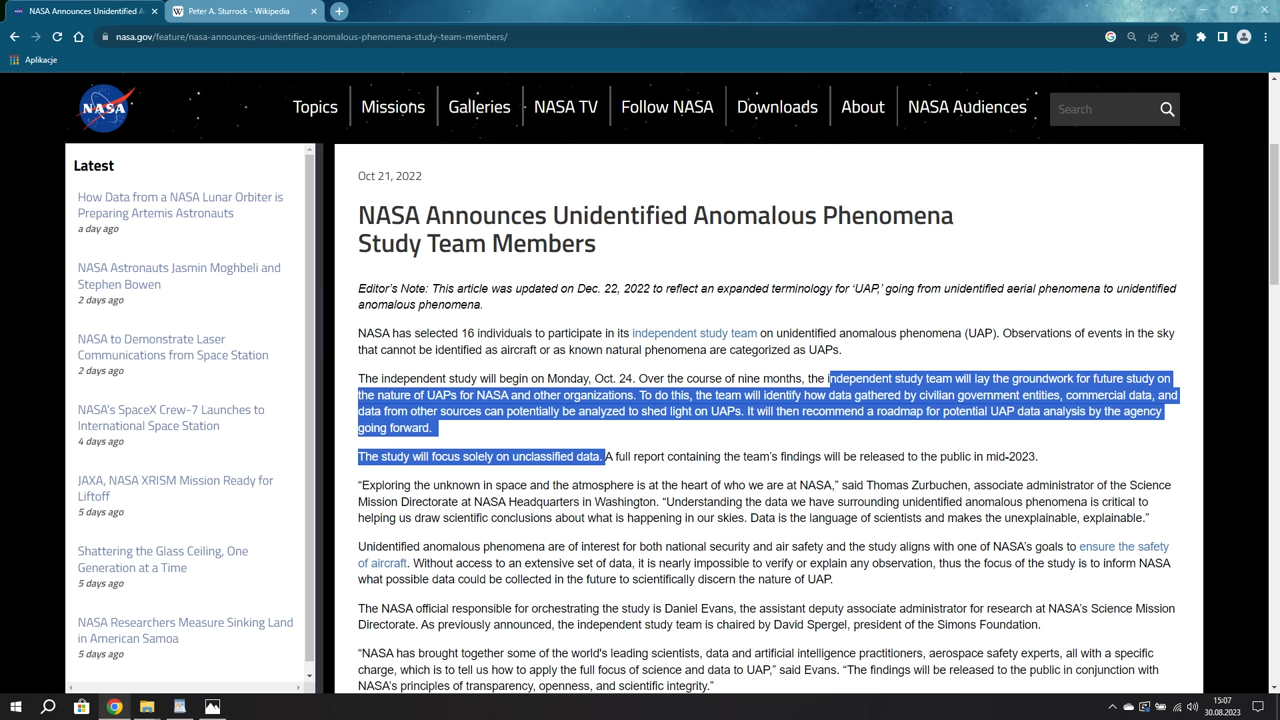 NASA Announces Unidentified A
Peter A. Sturrock - Wikipedia
nasa.gov/feature/nasa-announces-unidentified-anomalous-phenomena-study-team-members/
Aplikacje
NASA
Topics
Missions
Galleries
NASA TV
Follow NASA
Downloads
About
NASA Audiences
Search
Latest
How Data from a NASA Lunar Orbiter is
Preparing Artemis Astronauts
a day ago
NASA Astronauts Jasmin Moghbeli and
Stephen Bowen
2 days ago
NASA to Demonstrate Laser
Communications from Space Station
2 days ago
NASA's SpaceX Crew-7 Launches to
International Space Station
4 days ago
JAXA, NASA XRISM Mission Ready for
Liftoff
5 days ago
Shattering the Glass Ceiling, One
Generation at a Time
5 days ago
NASA Researchers Measure Sinking Land
in American Samoa
5 days ago
Oct 21, 2022
NASA Announces Unidentified Anomalous Phenomena
Study Team Members
Editor's Note: This article was updated on Dec. 22, 2022 to reflect an expanded terminology for 'UAP,' going from unidentified aerial phenomena to unidentified
anomalous phenomena.
NASA has selected 16 individuals to participate in its independent study team on unidentified anomalous phenomena (UAP). Observations of events in the sky
that cannot be identified as aircraft or as known natural phenomena are categorized as UAPs.
The independent study will begin on Monday, Oct. 24. Over the course of nine months, the independent study team will lay the groundwork for future study on
the nature of UAPs for NASA and other organizations. To do this, the team will identify how data gathered by civilian government entities, commercial data, and
data from other sources can potentially be analyzed to shed light on UAPs. It will then recommend a roadmap for potential UAP data analysis by the agency
going forward.
The study will focus solely on unclassified data. A full report containing the team's findings will be released to the public in mid-2023.
“Exploring the unknown in space and the atmosphere is at the heart of who we are at NASA,” said Thomas Zurbuchen, associate administrator of the Science
Mission Directorate at NASA Headquarters in Washington. “Understanding the data we have surrounding unidentified anomalous phenomena is critical to
helping us draw scientific conclusions about what is happening in our skies. Data is the language of scientists and makes the unexplainable, explainable.”
Unidentified anomalous phenomena are of interest for both national security and air safety and the study aligns with one of NASA's goals to ensure the safety
of aircraft. Without access to an extensive set of data, it is nearly impossible to verify or explain any observation, thus the focus of the study is to inform NASA
what possible data could be collected in the future to scientifically discern the nature of UAP.
The NASA official responsible for orchestrating the study is Daniel Evans, the assistant deputy associate administrator for research at NASA's Science Mission
Directorate. As previously announced, the independent study team is chaired by David Spergel, president of the Simons Foundation.
“NASA has brought together some of the world's leading scientists, data and artificial intelligence practitioners, aerospace safety experts, all with a specific
charge, which is to tell us how to apply the full focus of science and data to UAP,” said Evans. “The findings will be released to the public in conjunction with
NASA's principles of transparency, openness, and scientific integrity.”
15:07
30.08.2023